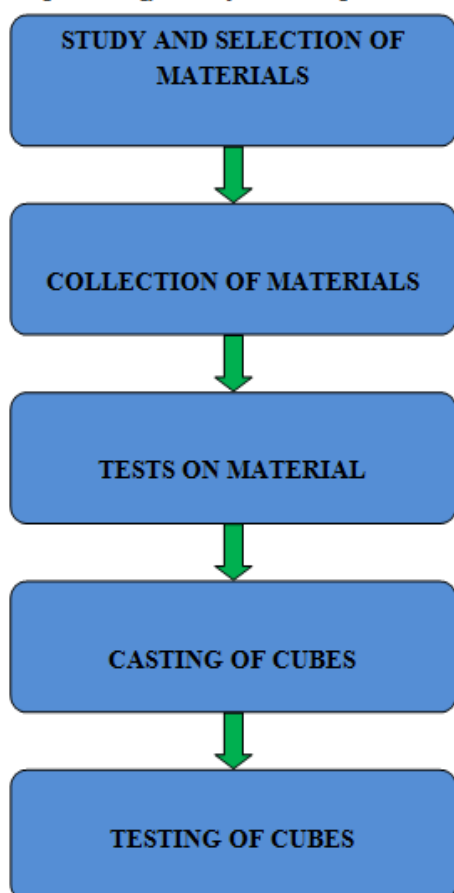 STUDY AND SELECTION OF
MATERIALS
COLLECTION OF MATERIALS
TESTS ON MATERIAL
CASTING OF CUBES
TESTING OF CUBES